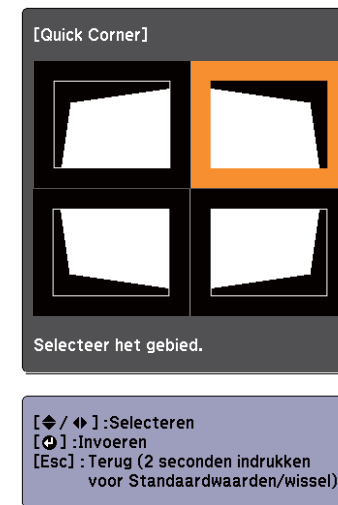 [Quick Corner]
Selecteer het gebied.
[ / ] :Selecteren
[ ] :Invoeren
[Esc] : Terug (2 seconden indrukken
voor Standaardwaarden/wissel)